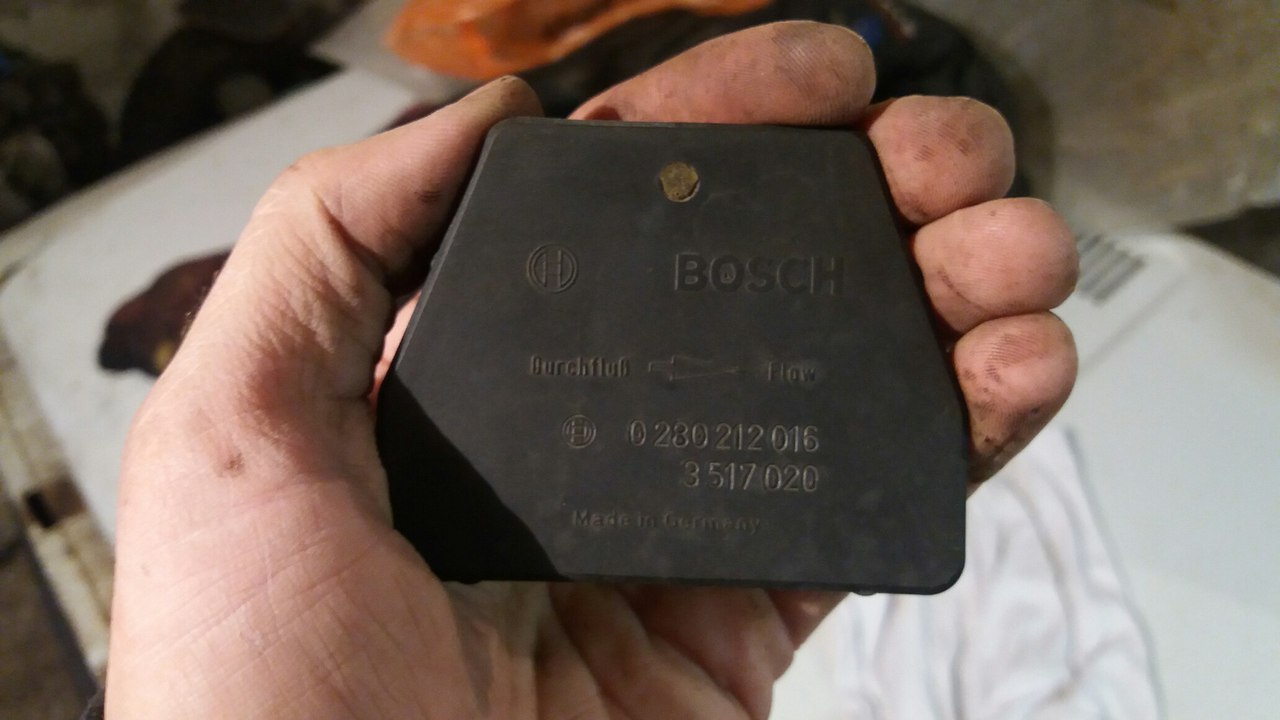 BOSCH
Durchfluß Flow
0 280 212 016
3 517 020
Made in Germany